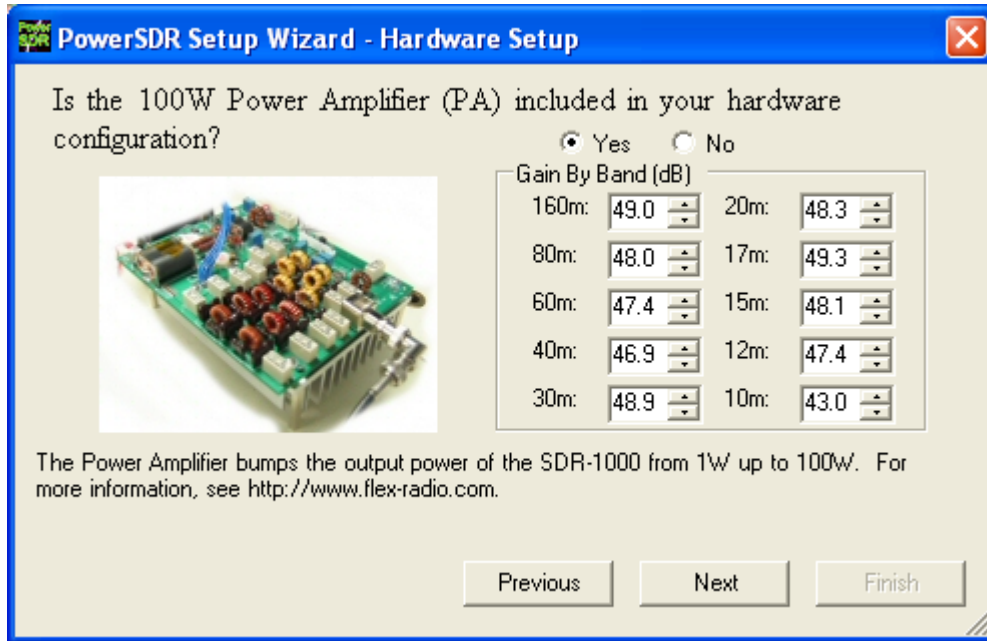 Power SDR PowerSDR Setup Wizard - Hardware Setup
Is the 100W Power Amplifier (PA) included in your hardware
configuration?
Yes No
Gain By Band (dB)
160m: 49.0 20m: 48.3
80m: 48.0 17m: 49.3
60m: 47.4 15m: 48.1
40m: 46.9 12m: 47.4
30m: 48.9 10m: 43.0
The Power Amplifier bumps the output power of the SDR-1000 from 1W up to 100W. For
more information, see http://www.flex-radio.com.
Previous Next Finish